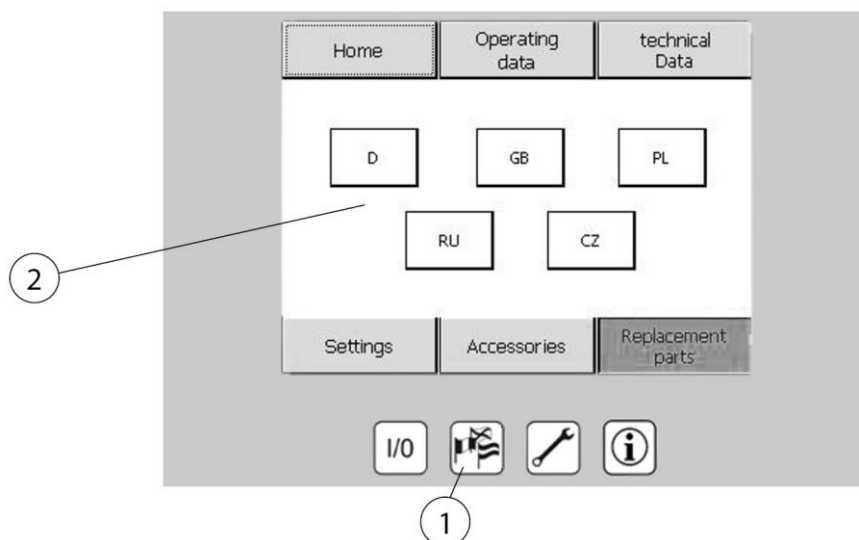 Home
Operating
data
technical
Data
D
GB
PL
RU
CZ
Settings
Accessories
Replacement
parts
I/0
i
2
1